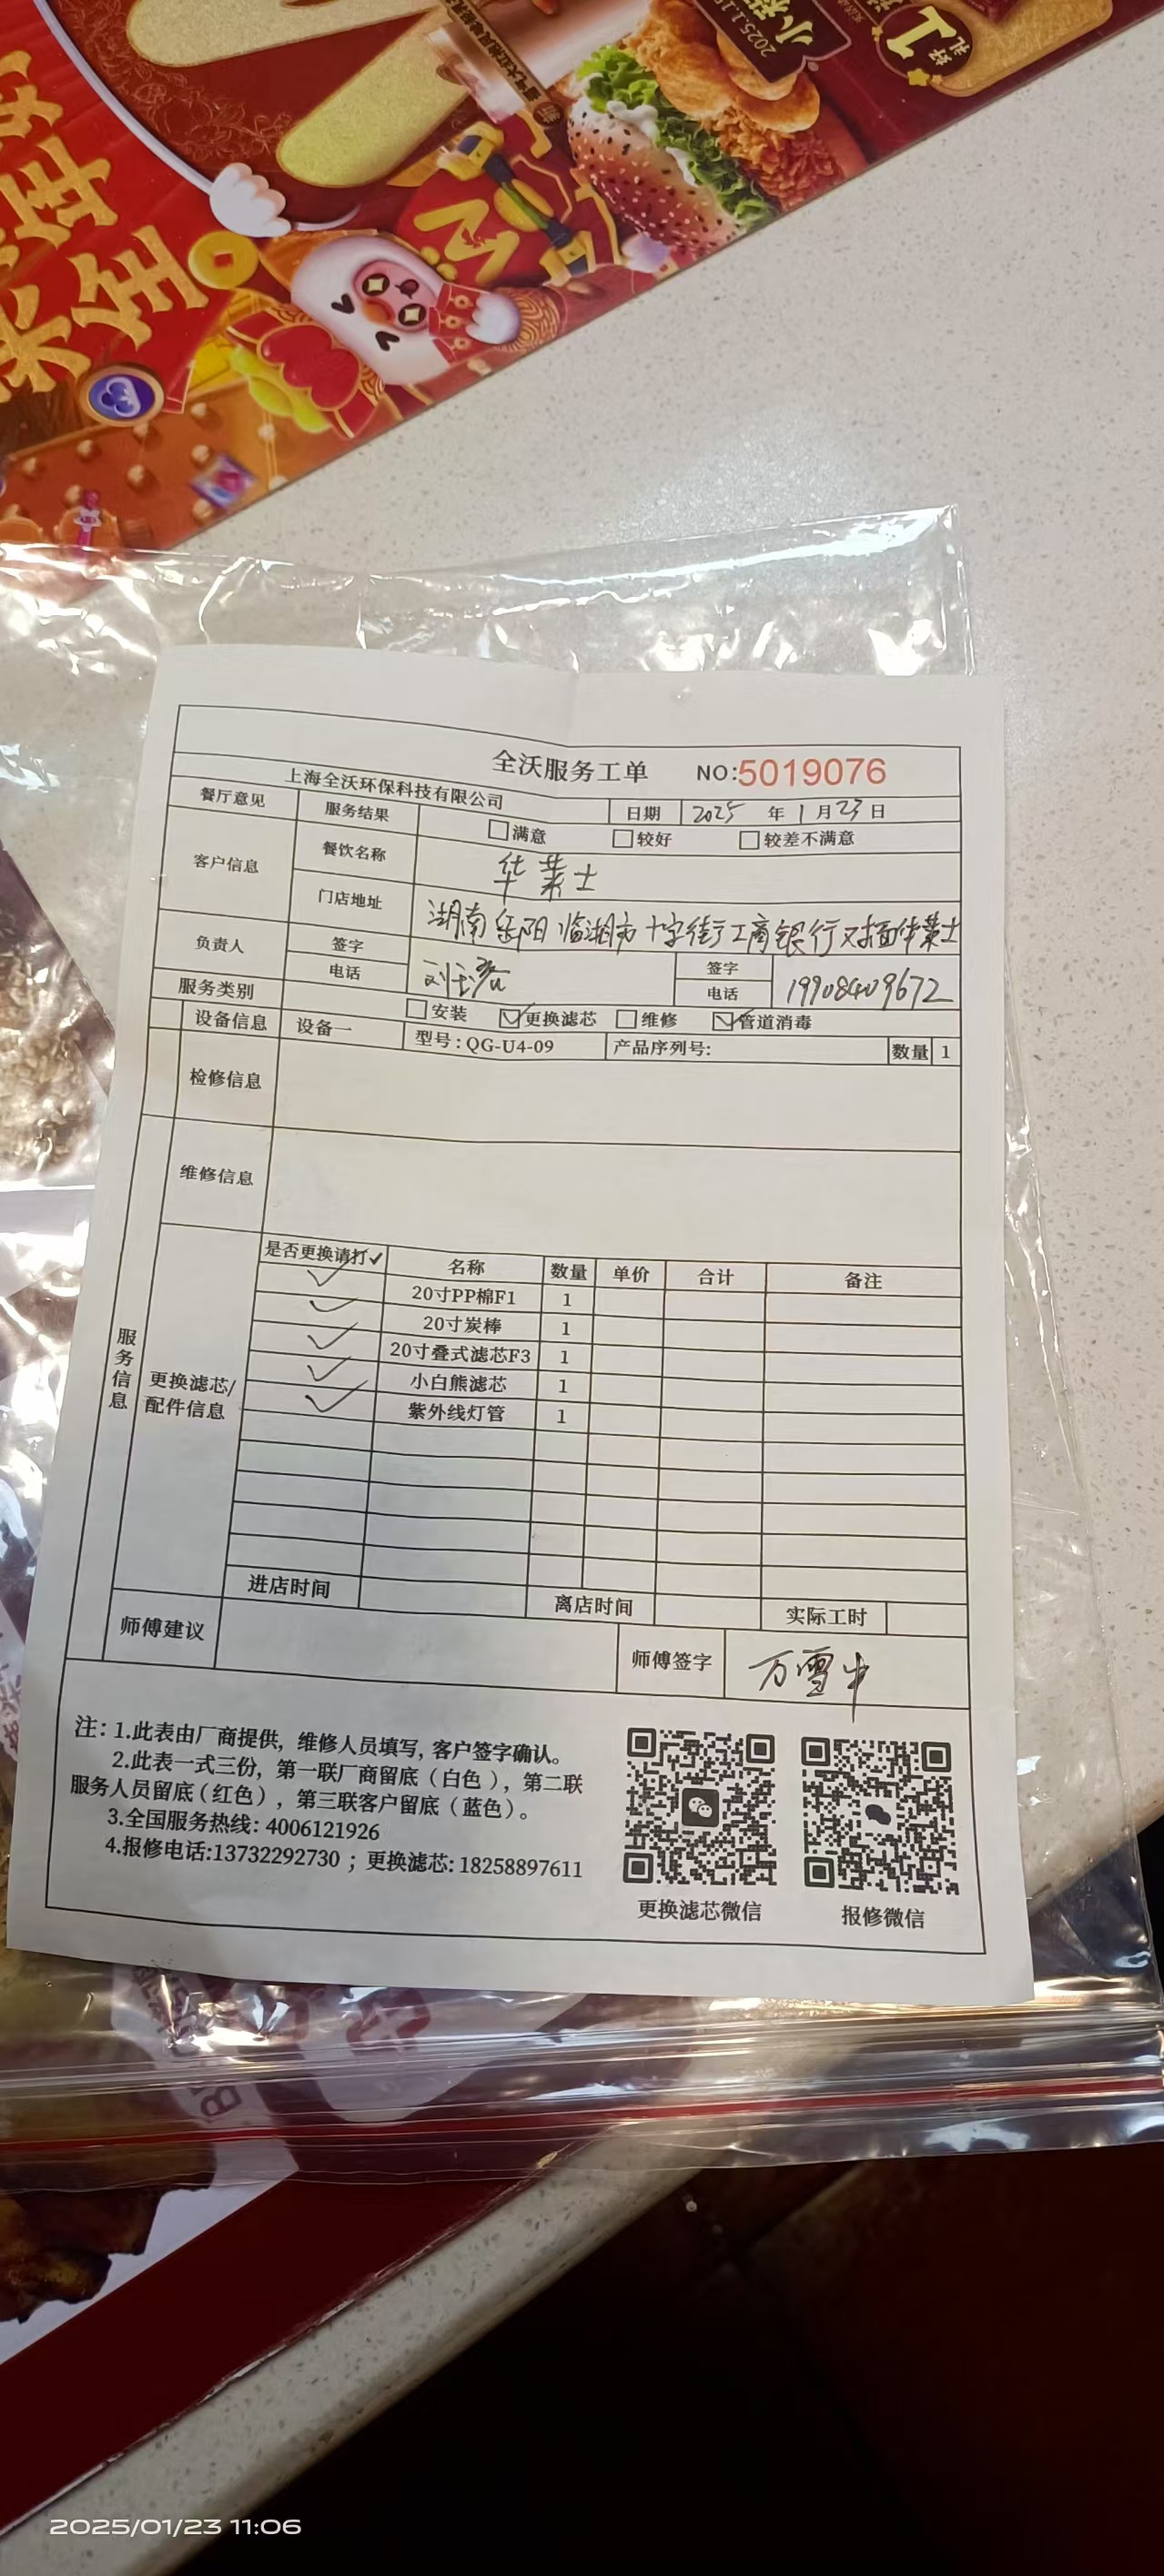 2025.1.1
小
1
好
礼
全沃服务工单 NO:5019076
上海全沃环保科技有限公司 日期 2025 年 1 月 23 日
餐厅意见 服务结果 满意 较好 较差不满意
客户信息 餐饮名称 华莱士
门店地址 湖南岳阳临湘市十字街工商银行对面华莱士
负责人 签字 签字
电话 电话 19908409672
服务类别 安装 更换滤芯 维修 管道消毒
设备信息 设备一 型号:QG-U4-09 产品序列号: 数量 1
检修信息
维修信息
服务信息
更换滤芯/
配件信息
是否更换请打✓ 名称 数量 单价 合计 备注
✓ 20寸PP棉F1 1
✓ 20寸炭棒 1
✓ 20寸叠式滤芯F3 1
✓ 小白熊滤芯 1
✓ 紫外线灯管 1
进店时间 离店时间 实际工时
师傅建议 师傅签字 万雪中
注: 1.此表由厂商提供, 维修人员填写, 客户签字确认。
2.此表一式三份, 第一联厂商留底(白色), 第二联
服务人员留底(红色), 第三联客户留底(蓝色)。
3.全国服务热线: 4006121926
4.报修电话:13732292730 ; 更换滤芯: 18258897611
更换滤芯微信 报修微信
2025/01/23 11:06